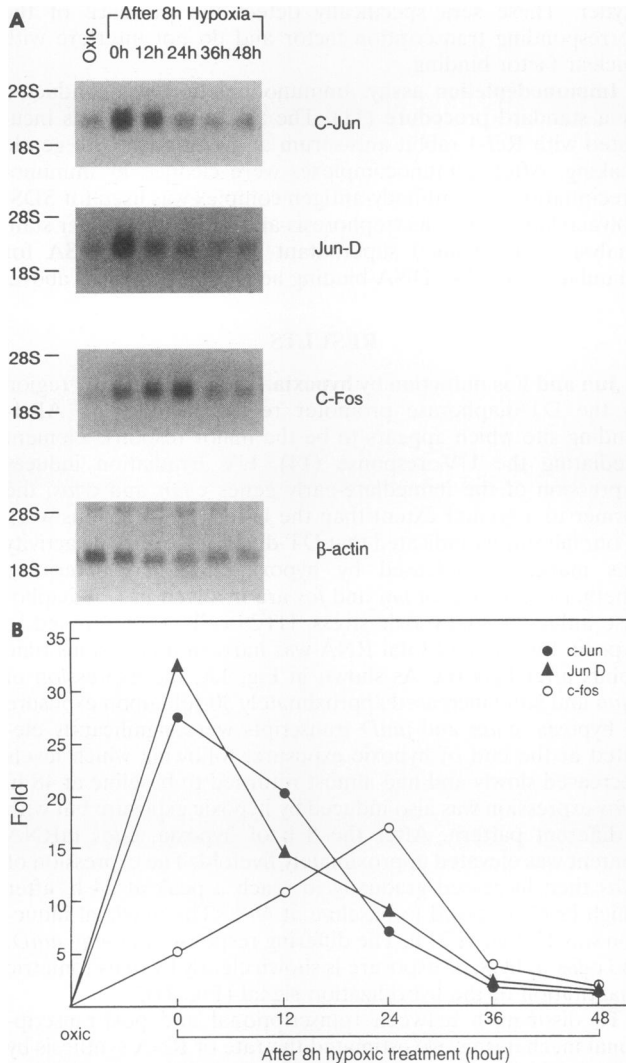 A
After 8h Hypoxia
Oxic
0h 12h 24h 36h 48h
28S
18S
C-Jun
28S
18S
Jun-D
28S
18S
C-Fos
28S
18S
β-actin
B
35
30
25
20
15
10
5
Fold
c-Jun
Jun D
c-fos
oxic
0
12
24
36
48
After 8h hypoxic treatment (hour)